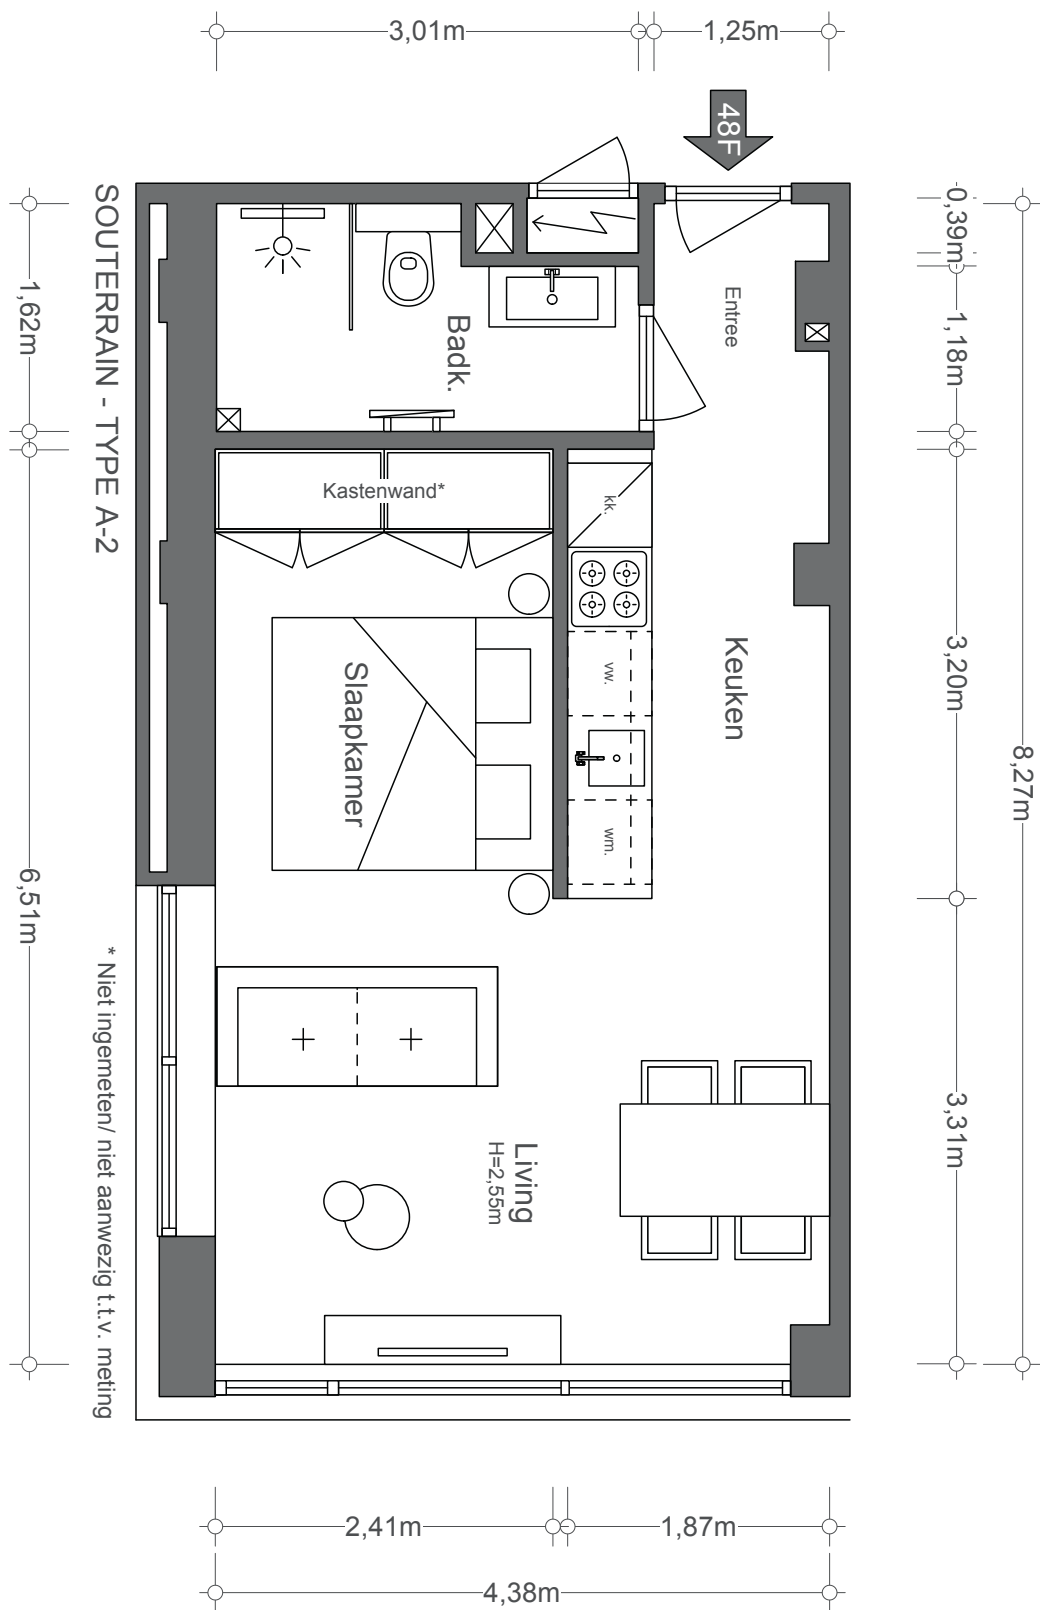 3,01m
1,25m
48F
SOUTERRAIN - TYPE A-2
* Niet ingemeten/ niet aanwezig t.t.v. meting
1,62m
6,51m
0,39m
1,18m
3,20m
3,31m
8,27m
Entree
Badk.
Kastenwand*
kk.
Keuken
vw.
Slaapkamer
wm.
Living
H=2,55m
2,41m
1,87m
4,38m